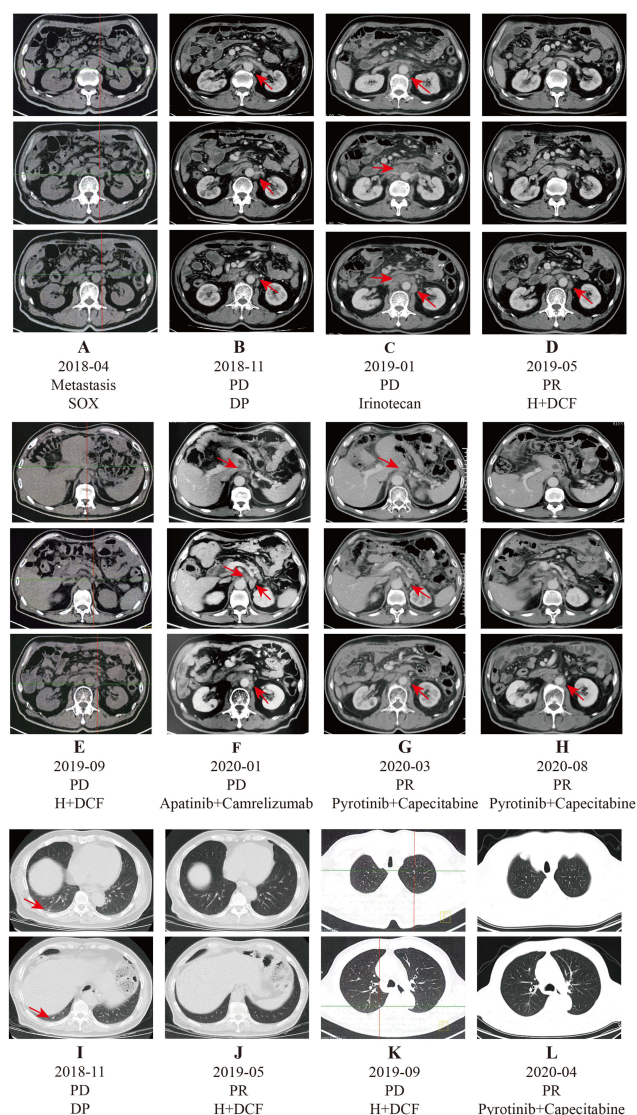 A B C D
2018-04 2018-11 2019-01 2019-05
Metastasis PD PD PR
SOX DP Irinotecan H+DCF
E F G H
2019-09 2020-01 2020-03 2020-08
PD PD PR PR
H+DCF Apatinib+Camrelizumab Pyrotinib+Capecitabine Pyrotinib+Capecitabine
I J K L
2018-11 2019-05 2019-09 2020-04
PD PR PD PR
DP H+DCF H+DCF Pyrotinib+Capecitabine